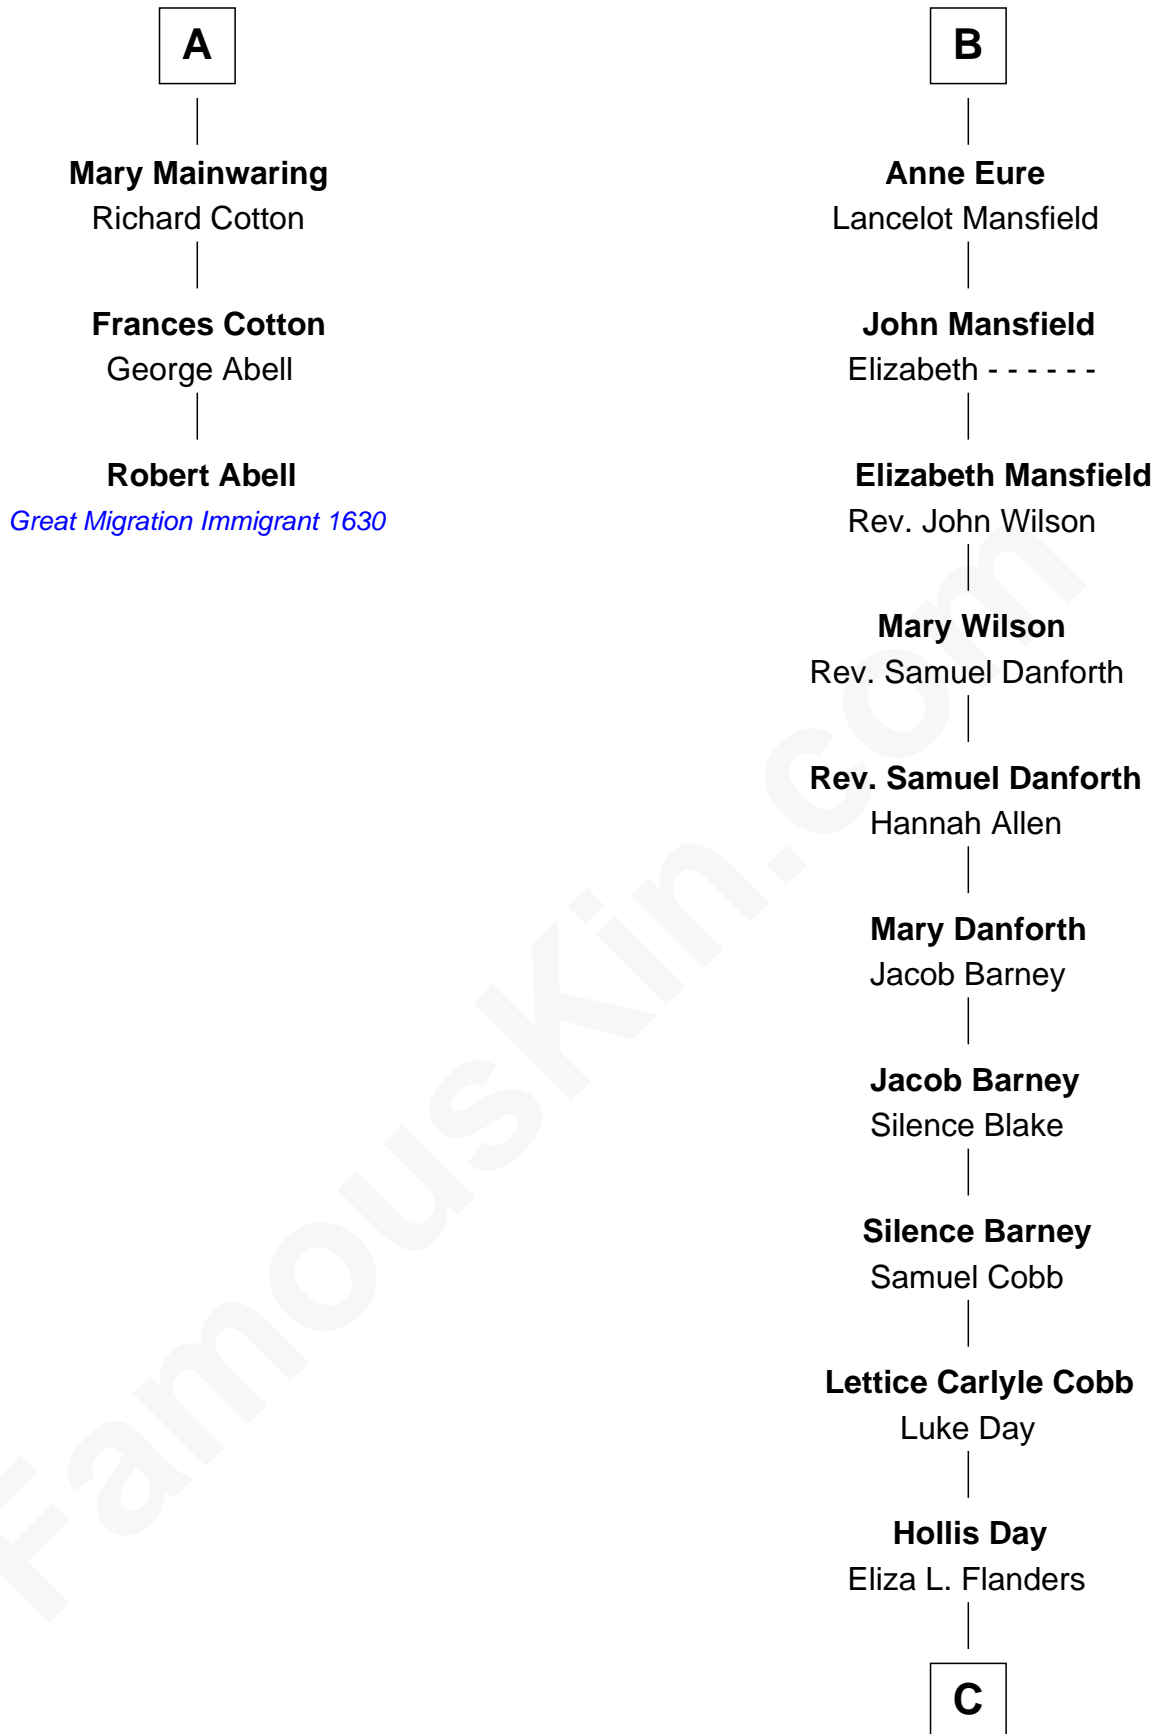 A
Mary Mainwaring
Richard Cotton
Frances Cotton
George Abell
Robert Abell
Great Migration Immigrant 1630
B
Anne Eure
Lancelot Mansfield
John Mansfield
Elizabeth - - - - - -
Elizabeth Mansfield
Rev. John Wilson
Mary Wilson
Rev. Samuel Danforth
Rev. Samuel Danforth
Hannah Allen
Mary Danforth
Jacob Barney
Jacob Barney
Silence Blake
Silence Barney
Samuel Cobb
Lettice Carlyle Cobb
Luke Day
Hollis Day
Eliza L. Flanders
C
FamousKin.com